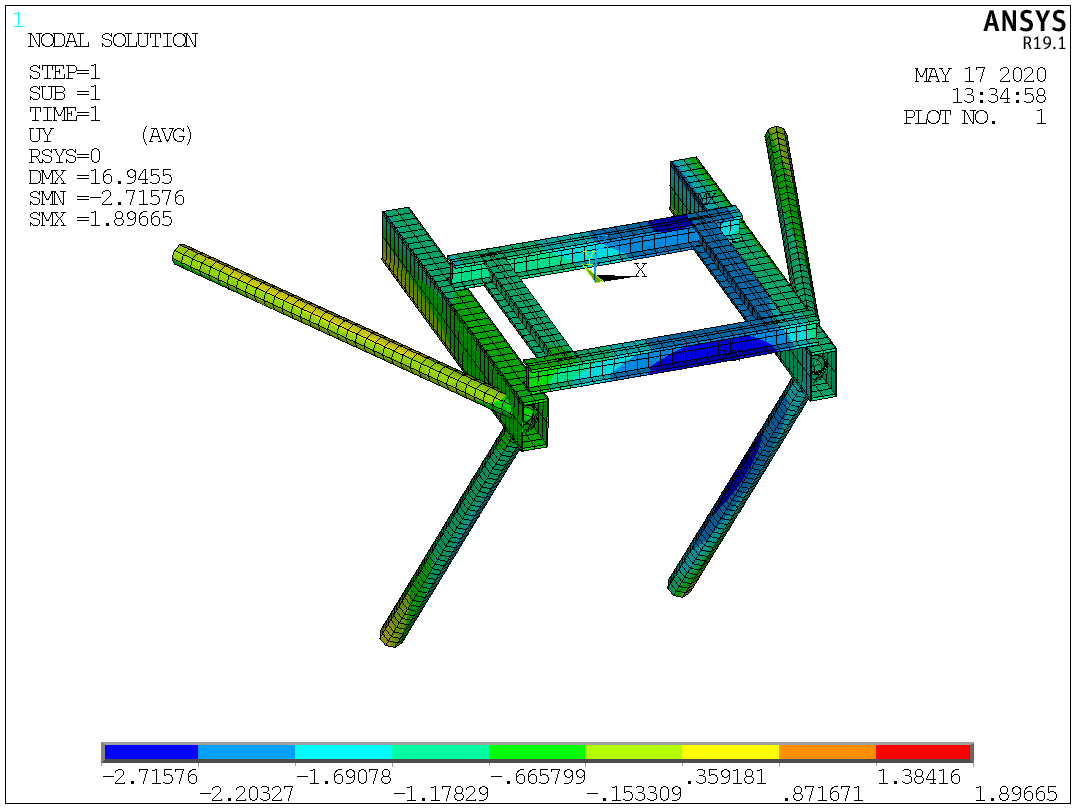 1
NODAL SOLUTION
STEP=1
SUB =1
TIME=1
UY (AVG)
RSYS=0
DMX =16.9455
SMN =-2.71576
SMX =1.89665
ANSYS
R19.1
MAY 17 2020
13:34:58
PLOT NO. 1
X
-2.71576 -1.69078 -.665799 .359181 1.38416
-2.20327 -1.17829 -.153309 .871671 1.89665